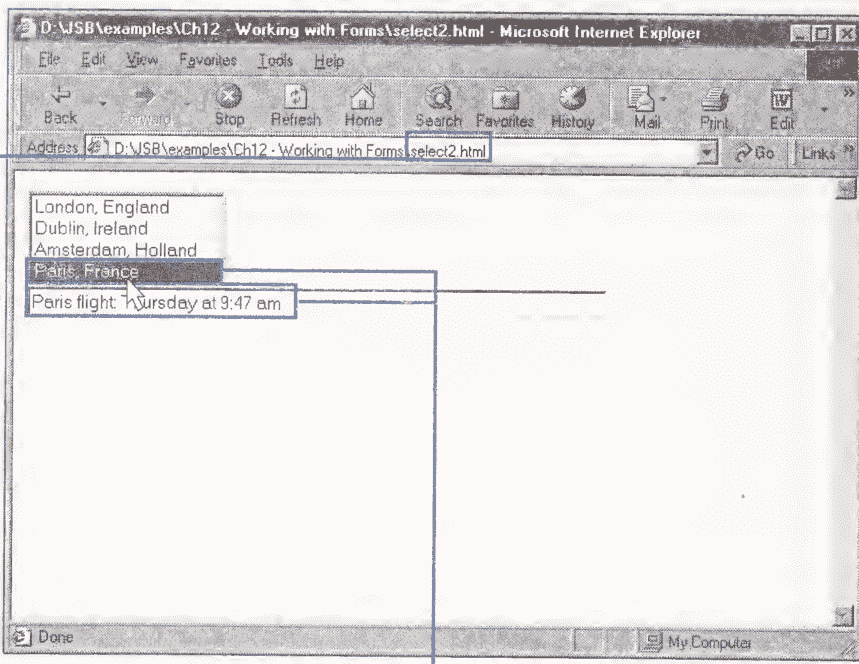 D:\JSB\examples\Ch12 - Working with Forms\select2.html - Microsoft Internet Explorer
File Edit View Favorites Tools Help
Back Forward Stop Refresh Home Search Favorites History Mail Print Edit
Address D:\JSB\examples\Ch12 - Working with Forms\select2.html Go Links
London, England
Dublin, Ireland
Amsterdam, Holland
Paris, France
Paris flight: Thursday at 9:47 am
Done My Computer